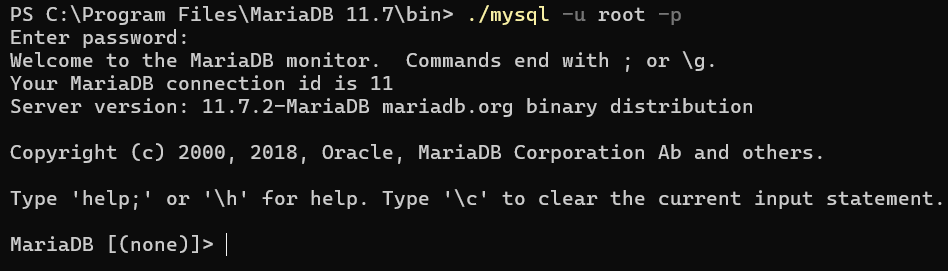 PS C:\Program Files\MariaDB 11.7\bin> ./mysql -u root -p
Enter password:
Welcome to the MariaDB monitor.  Commands end with ; or \g.
Your MariaDB connection id is 11
Server version: 11.7.2-MariaDB mariadb.org binary distribution

Copyright (c) 2000, 2018, Oracle, MariaDB Corporation Ab and others.

Type 'help;' or '\h' for help. Type '\c' to clear the current input statement.

MariaDB [(none)]>